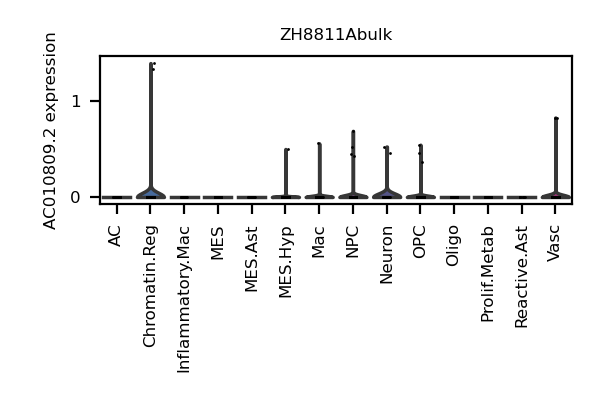 ZH8811Abulk
AC010809.2 expression
1
0
AC
Chromatin.Reg
Inflammatory.Mac
MES
MES.Ast
MES.Hyp
Mac
NPC
Neuron
OPC
Oligo
Prolif.Metab
Reactive.Ast
Vasc